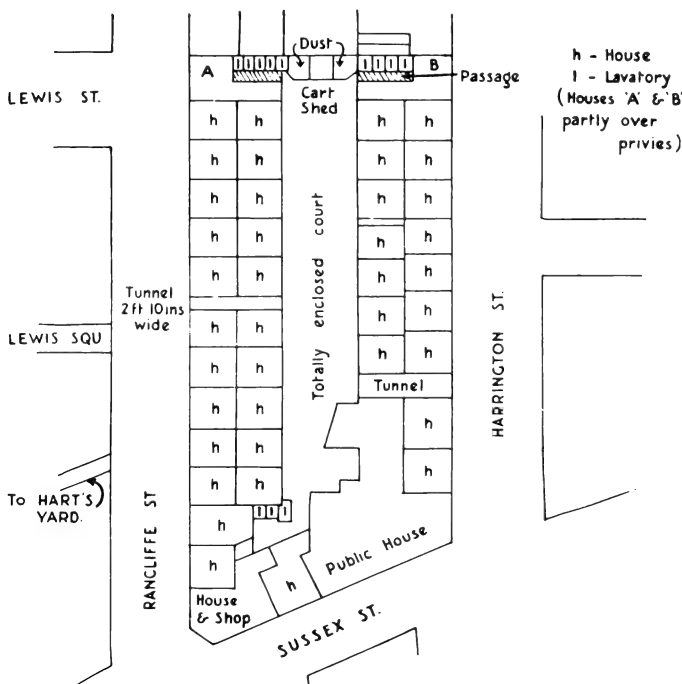 Dust
A
l l l l l
l l l l
B
Passage
Cart
Shed
h - House
l - Lavatory
(Houses 'A' & 'B'
partly over
privies)
LEWIS ST.
h h h h
h h h h
h h h h
h h h h
h h h h
Tunnel
2ft 10ins
wide
Totally enclosed court
h h h h
LEWIS SQU
h h h h
Tunnel
HARRINGTON ST.
h h h
h h h
h h
TO HART'S
YARD.
RANCLIFFE ST
h
l l l
h
h
Public House
House
& Shop
SUSSEX ST.